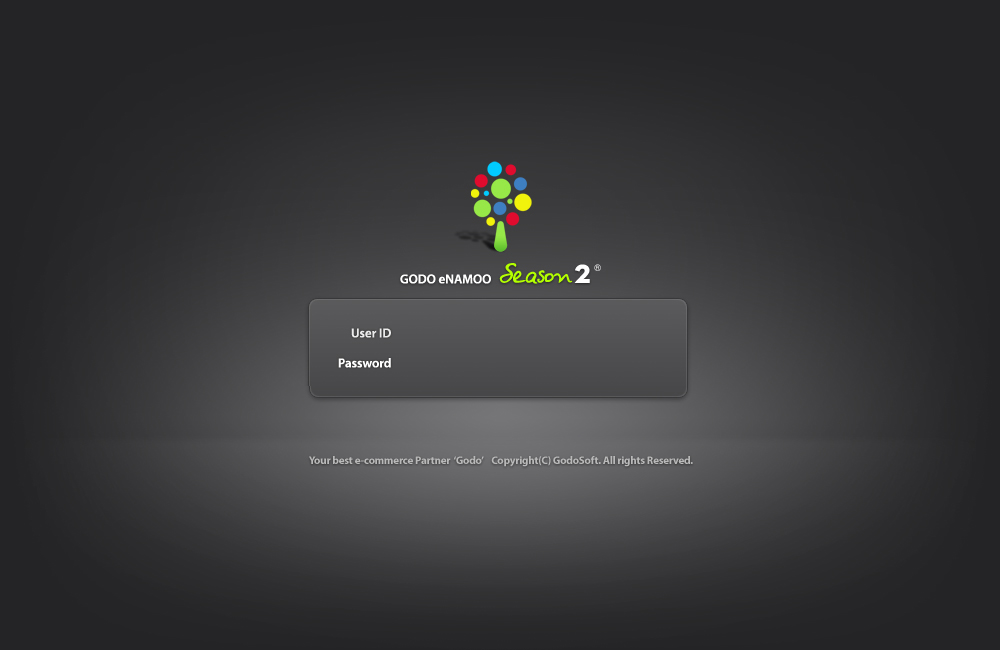 GODO eNAMOO Season 2 ®
User ID
Password
Your best e-commerce Partner ‘Godo’ Copyright(C) GodoSoft. All rights Reserved.